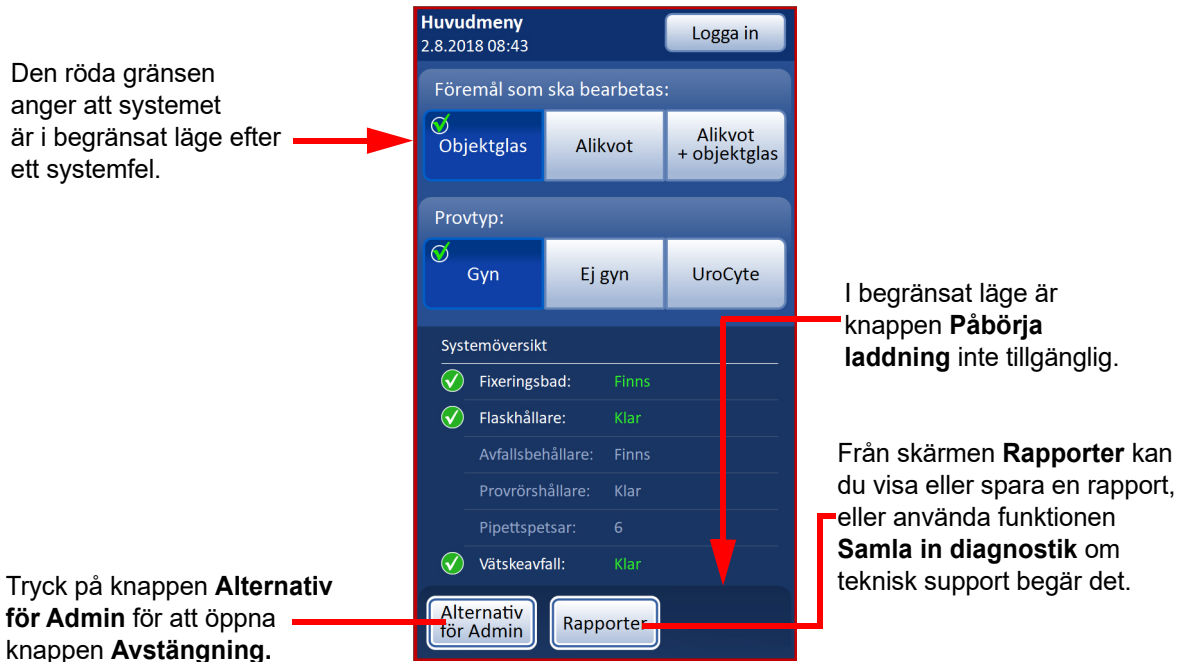 Den röda gränsen
anger att systemet
är i begränsat läge efter
ett systemfel.
Huvudmeny
2.8.2018 08:43
Logga in
Föremål som ska bearbetas:
Objektglas
Alikvot
Alikvot
+ objektglas
Provtyp:
Gyn
Ej gyn
UroCyte
Systemöversikt
Fixeringsbad: Finns
Flaskhållare: Klar
Avfallsbehållare: Finns
Provrörshållare: Klar
Pipettspetsar: 6
Vätskeavfall: Klar
Alternativ
för Admin
Rapporter
I begränsat läge är
knappen Påbörja
laddning inte tillgänglig.
Från skärmen Rapporter kan
du visa eller spara en rapport,
eller använda funktionen
Samla in diagnostik om
teknisk support begär det.
Tryck på knappen Alternativ
för Admin för att öppna
knappen Avstängning.